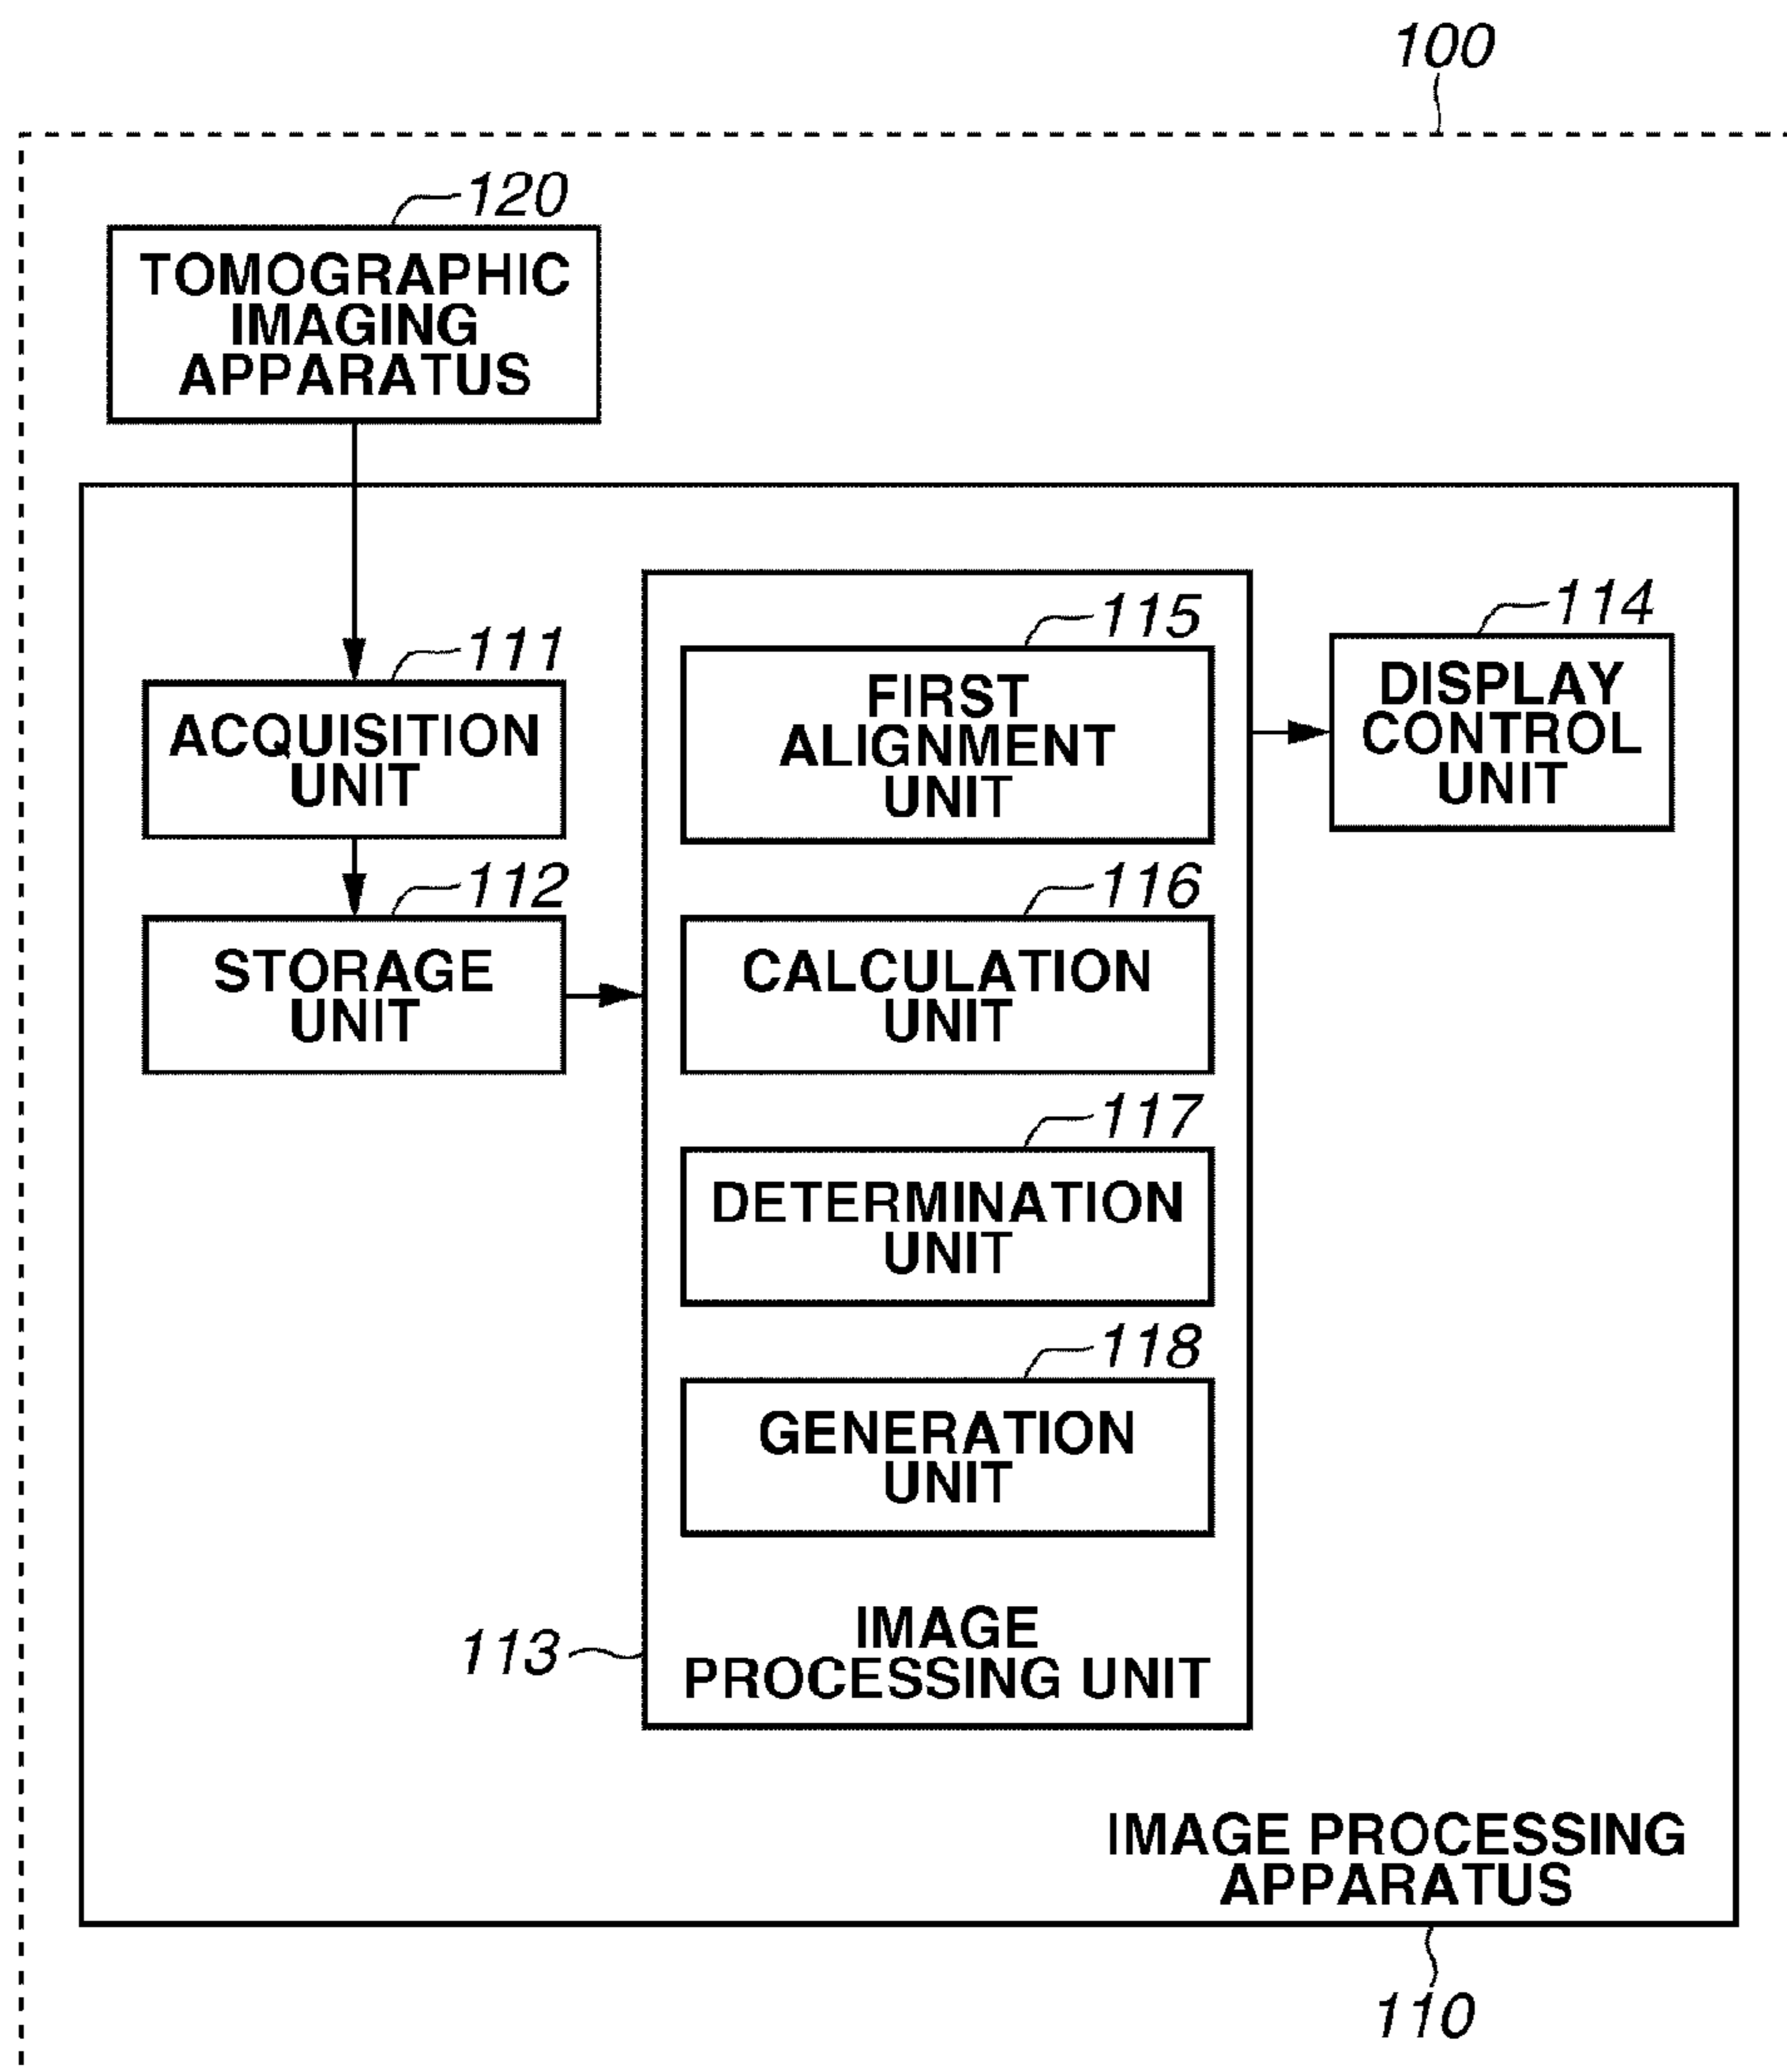 100
120
TOMOGRAPHIC
IMAGING
APPARATUS
111
ACQUISITION
UNIT
112
STORAGE
UNIT
115
FIRST
ALIGNMENT
UNIT
116
CALCULATION
UNIT
117
DETERMINATION
UNIT
118
GENERATION
UNIT
113
IMAGE
PROCESSING UNIT
114
DISPLAY
CONTROL
UNIT
IMAGE PROCESSING
APPARATUS
110